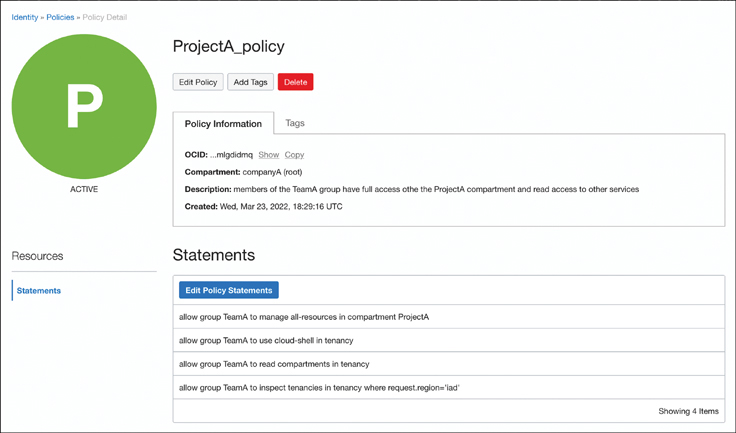 Identity » Policies » Policy Detail
P
ACTIVE
ProjectA_policy
Edit Policy Add Tags Delete
Policy Information Tags
OCID: ...mlgdidmq Show Copy
Compartment: companyA (root)
Description: members of the TeamA group have full access othe the ProjectA compartment and read access to other services
Created: Wed, Mar 23, 2022, 18:29:16 UTC
Resources
Statements
Statements
Edit Policy Statements
allow group TeamA to manage all-resources in compartment ProjectA
allow group TeamA to use cloud-shell in tenancy
allow group TeamA to read compartments in tenancy
allow group TeamA to inspect tenancies in tenancy where request.region='iad'
Showing 4 Items